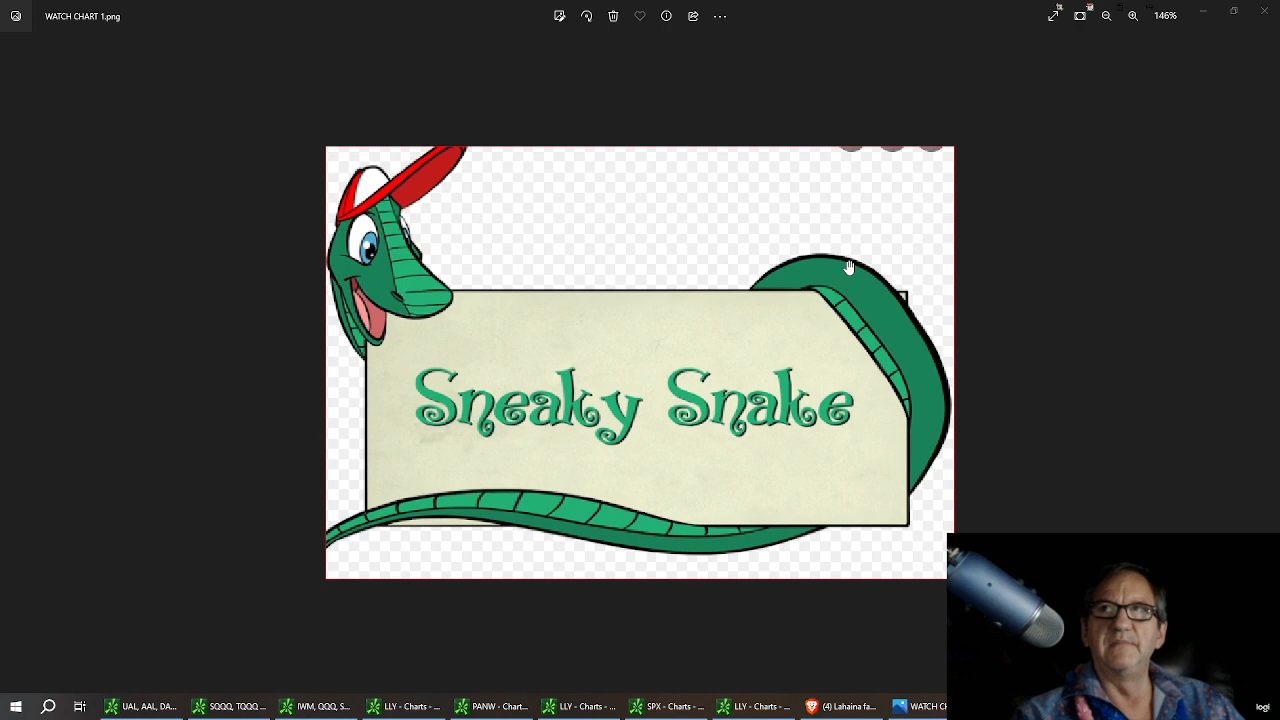 WATCH CHART 1.png
146%
Sneaky Snake
UAL, AAL, DA...
SQQQ, TQQQ ...
IWM, QQQ, S...
LLY - Charts - ...
PANW - Chart...
LLY - Charts - ...
SPX - Charts - ...
LLY - Charts - ...
(4) Lahaina fa...
WATCH CH
logi